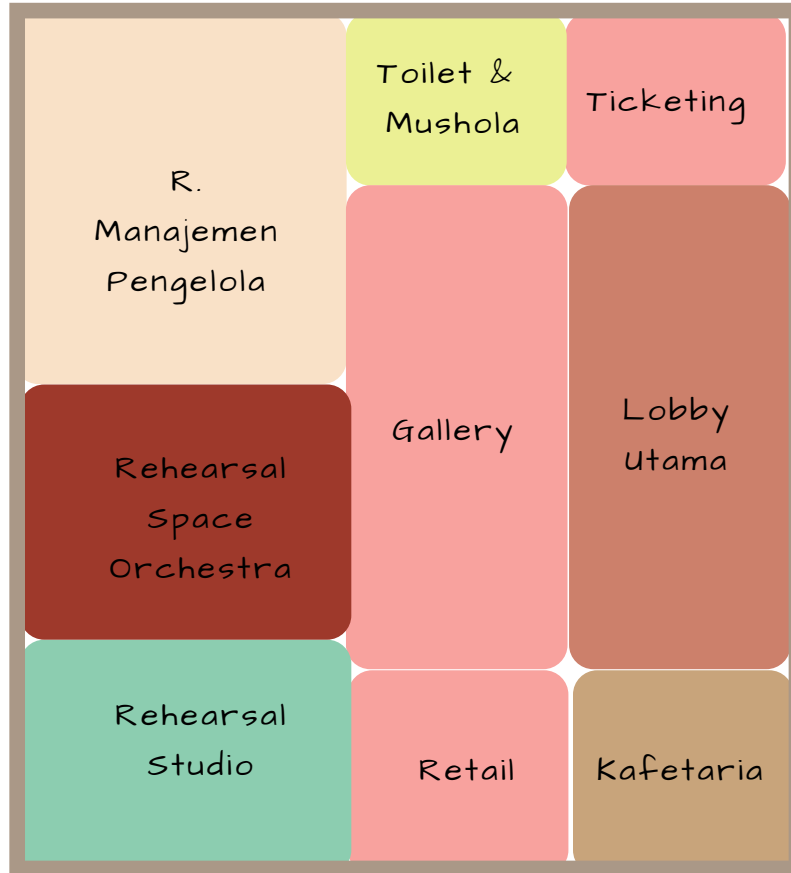 Toilet &
Mushola
Ticketing
R.
Manajemen
Pengelola
Gallery
Lobby
Utama
Rehearsal
Space
Orchestra
Rehearsal
Studio
Retail
Kafetaria